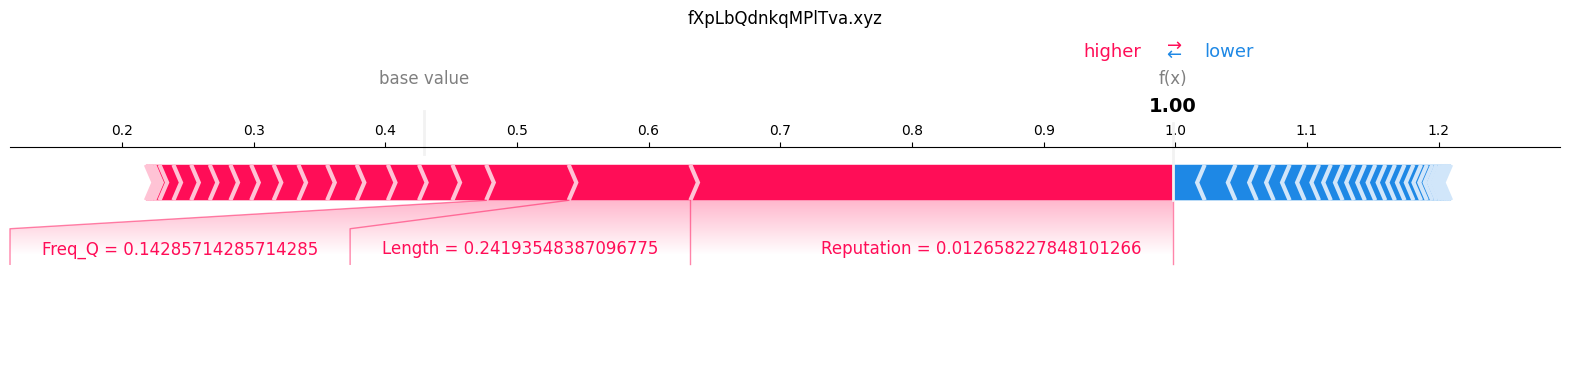 fXpLbQdnkqMPlTva.xyz
higher → ← lower
base value f(x)
1.00
0.2 0.3 0.4 0.5 0.6 0.7 0.8 0.9 1.0 1.1 1.2
Freq_Q = 0.14285714285714285 Length = 0.24193548387096775 Reputation = 0.012658227848101266